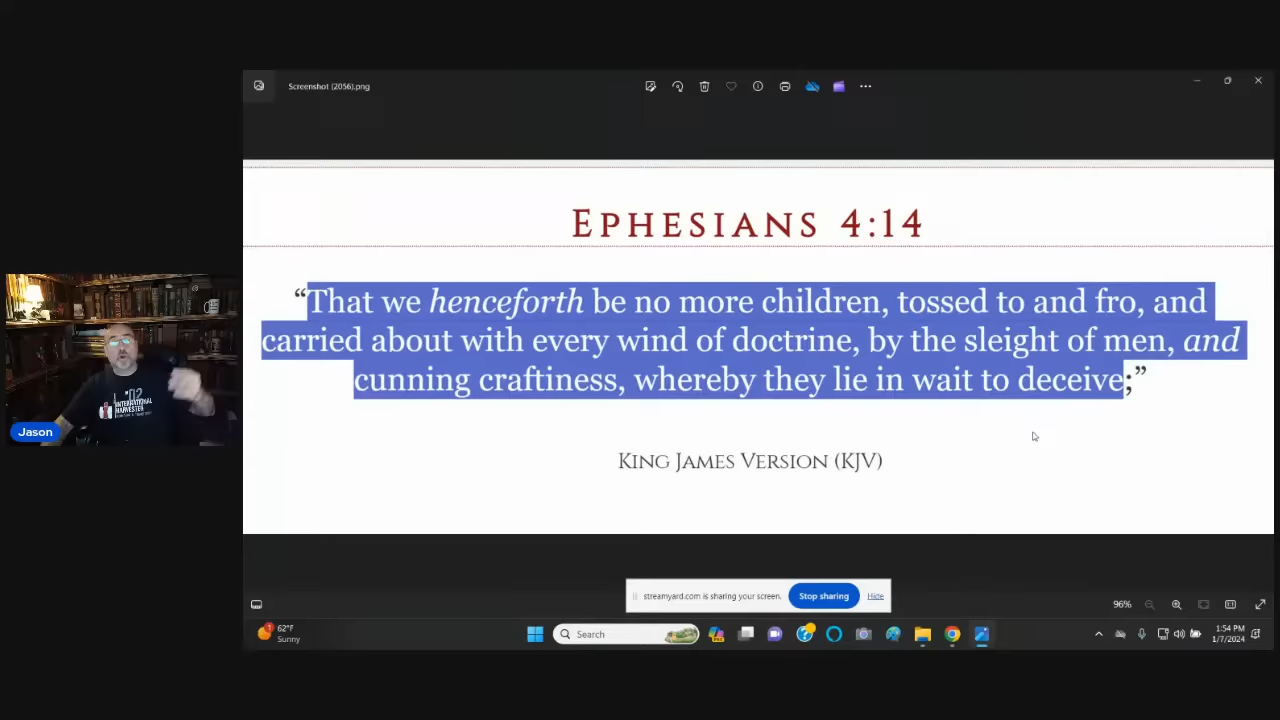 Screenshot (2056).png
EPHESIANS 4:14
“That we henceforth be no more children, tossed to and fro, and
carried about with every wind of doctrine, by the sleight of men, and
cunning craftiness, whereby they lie in wait to deceive;”
KING JAMES VERSION (KJV)
INTERNATIONAL
HARVESTER
Jason
streamyard.com is sharing your screen.
Stop sharing
Hide
96%
1
62°F
Sunny
Search
1:54 PM
1/7/2024